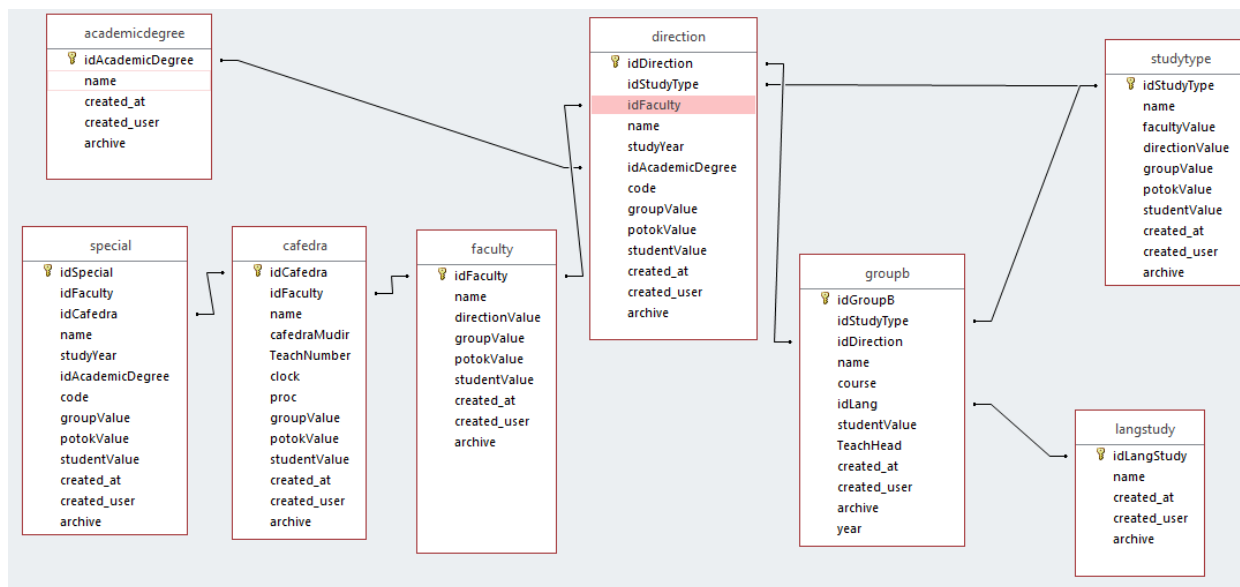 academicdegree
idAcademicDegree
name
created_at
created_user
archive
direction
idDirection
idStudyType
idFaculty
name
studyYear
idAcademicDegree
code
groupValue
potokValue
studentValue
created_at
created_user
archive
studytype
idStudyType
name
facultyValue
directionValue
groupValue
potokValue
studentValue
created_at
created_user
archive
special
idSpecial
idFaculty
idCafedra
name
studyYear
idAcademicDegree
code
groupValue
potokValue
studentValue
created_at
created_user
archive
cafedra
idCafedra
idFaculty
name
cafedraMudir
TeachNumber
clock
proc
groupValue
potokValue
studentValue
created_at
created_user
archive
faculty
idFaculty
name
directionValue
groupValue
potokValue
studentValue
created_at
created_user
archive
groupb
idGroupB
idStudyType
idDirection
name
course
idLang
studentValue
TeachHead
created_at
created_user
archive
year
langstudy
idLangStudy
name
created_at
created_user
archive